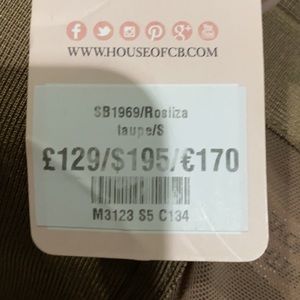 WWW.HOUSEOFCB.COM
SB1969/Rosliza
taupe/S
£129/$195/€170
M3123 S5 C134